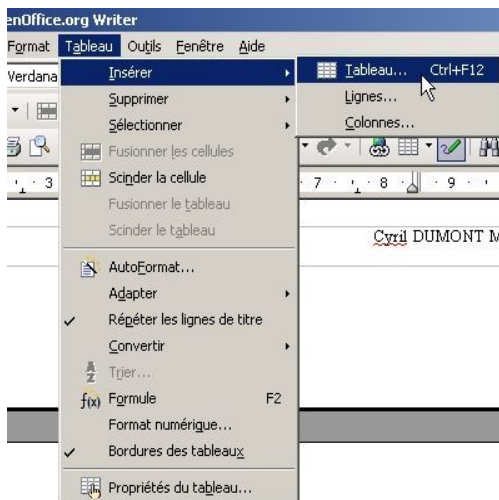 enOffice.org Writer
Format Tableau Outils Fenêtre Aide
Verdana
Insérer
Tableau... Ctrl+F12
Supprimer
Lignes...
Sélectionner
Colonnes...
Fusionner les cellules
3 Scinder la cellule 7 8 9
Fusionner le tableau
Scinder le tableau
Cyril DUMONT M
AutoFormat...
Adapter
Répéter les lignes de titre
Convertir
Trier...
f(x) Formule F2
Format numérique...
Bordures des tableaux
Propriétés du tableau...